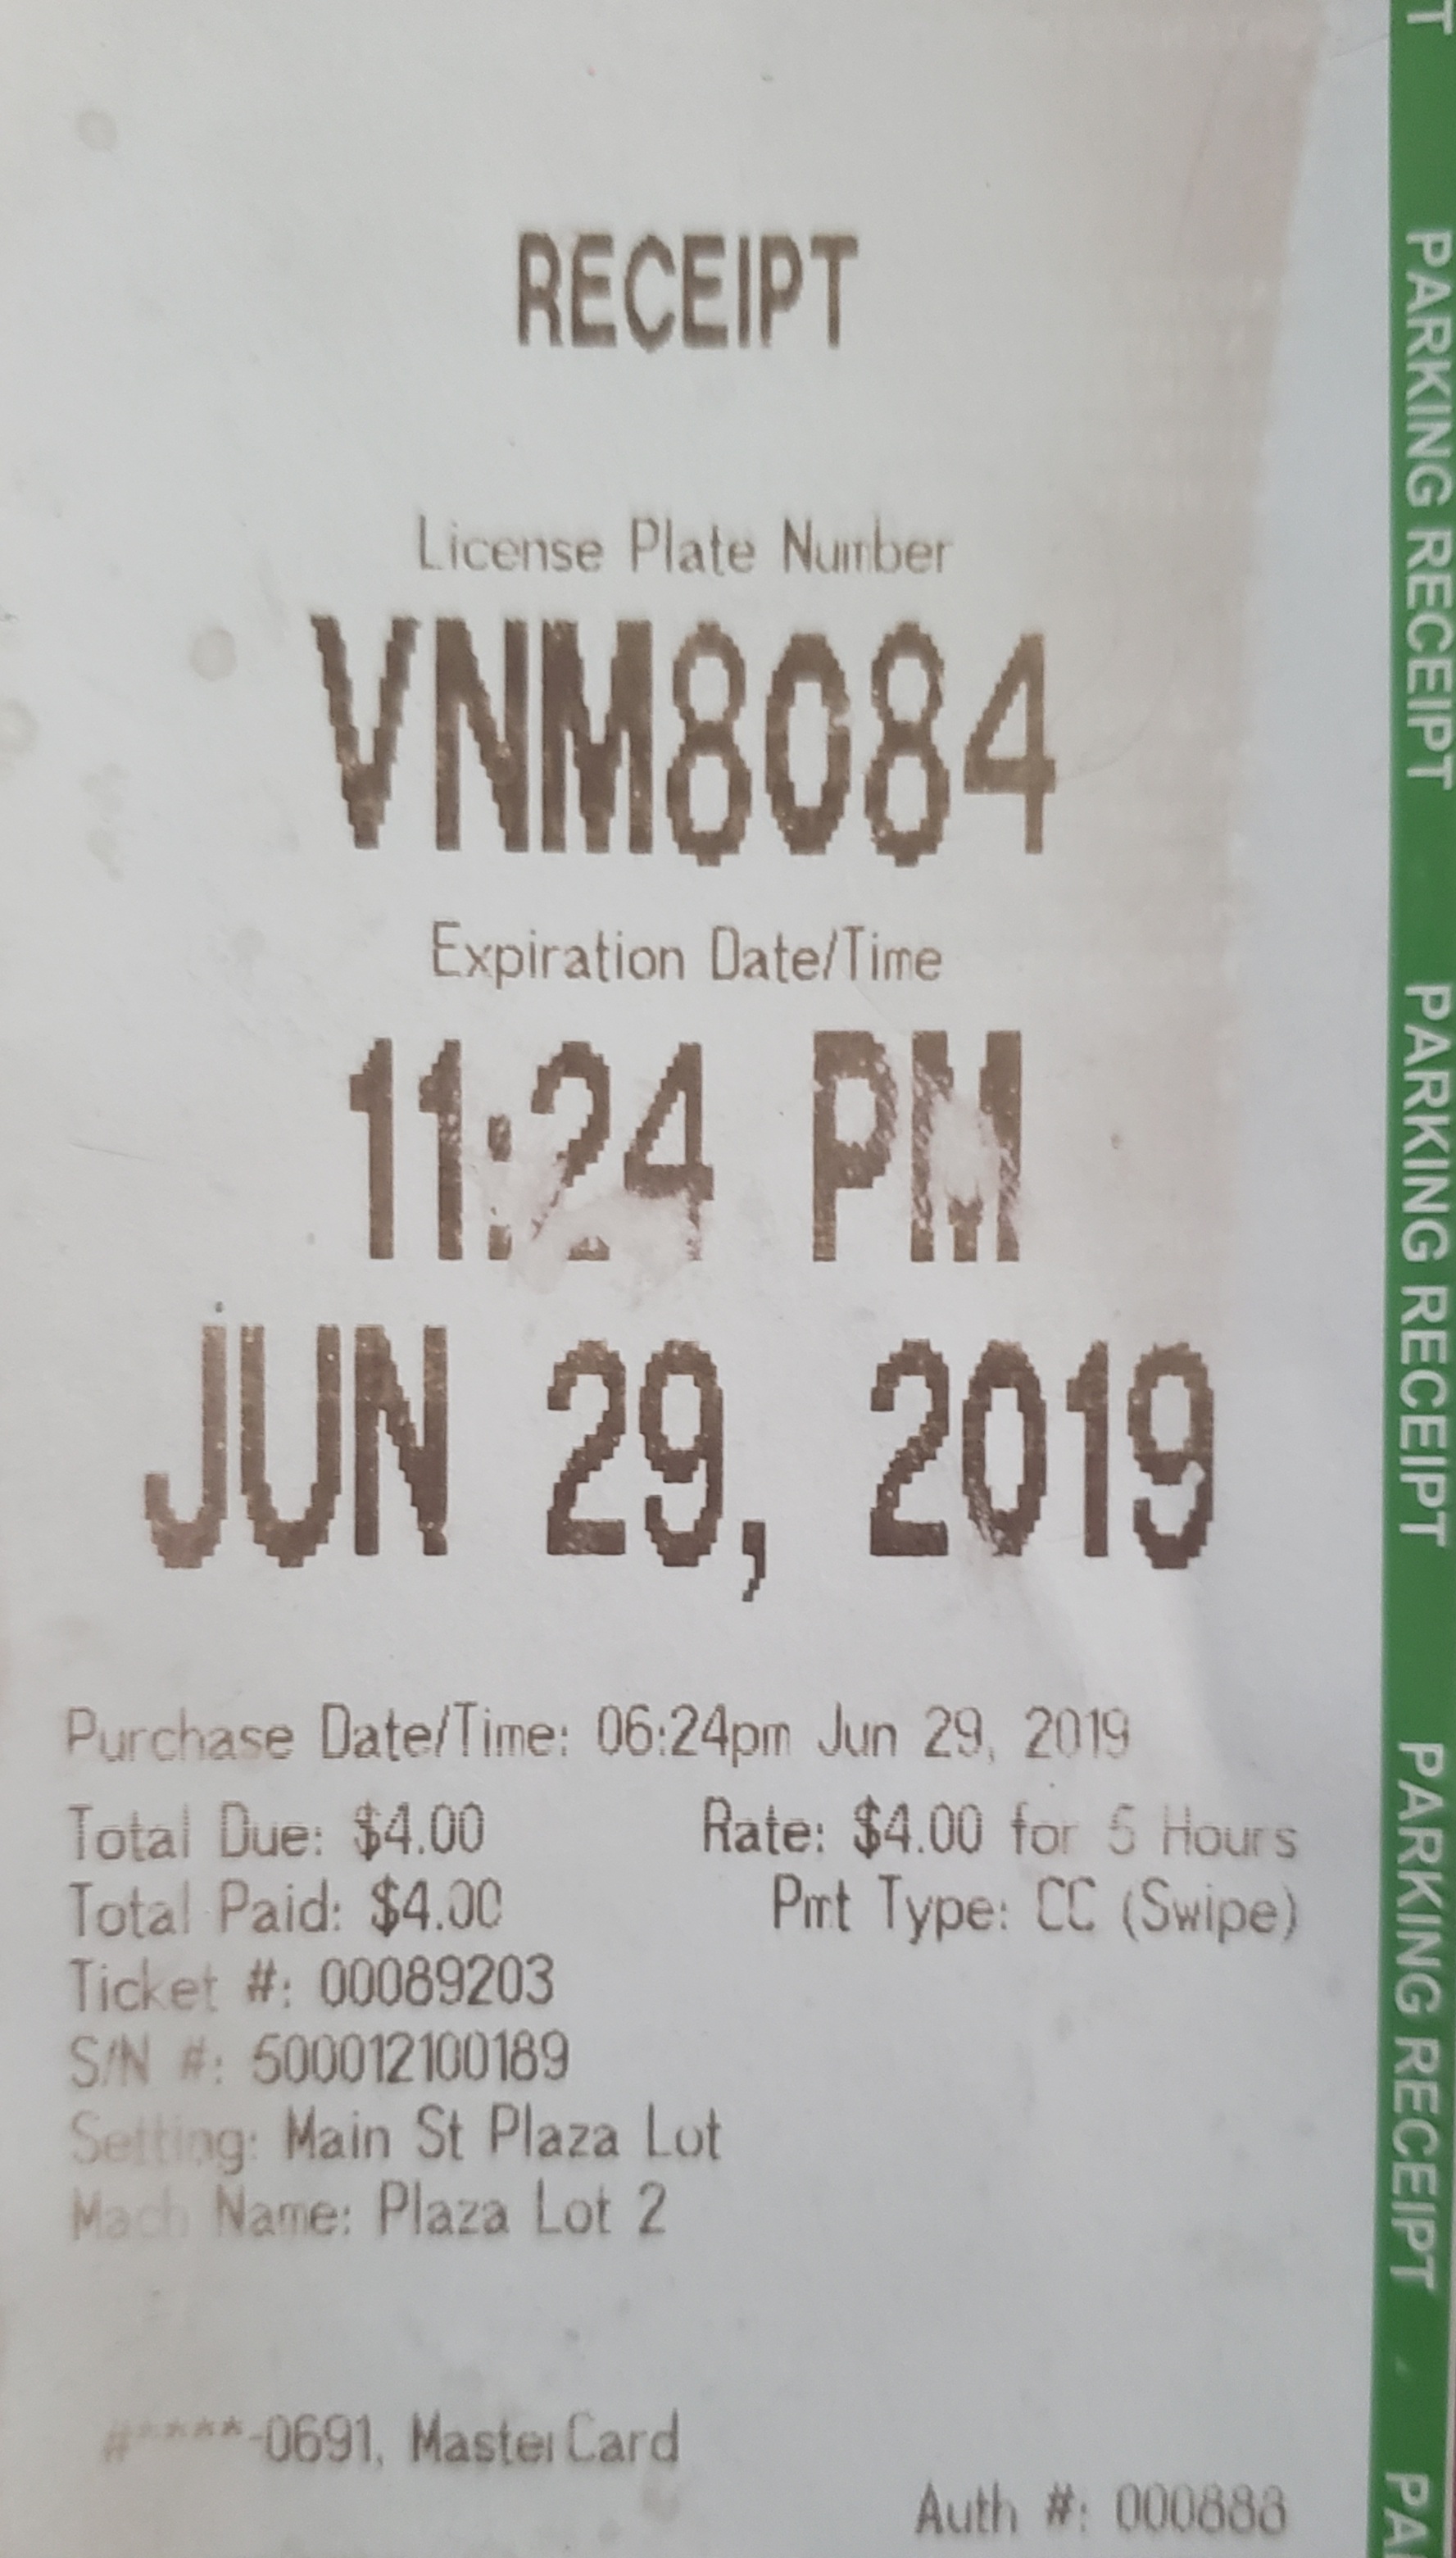 RECEIPT
License Plate Number
VNM8084
Expiration Date/Time
11:24 PM
JUN 29, 2019
Purchase Date/Time: 06:24pm Jun 29, 2019
Total Due: $4.00 Rate: $4.00 for 5 Hours
Total Paid: $4.00 Pmt Type: CC (Swipe)
Ticket #: 00089203
S/N #: 500012100189
Setting: Main St Plaza Lot
Mach Name: Plaza Lot 2
#****-0691, MasterCard
Auth #: 000888
T
PARKING RECEIPT
PARKING RECEIPT
PARKING RECEIPT
PA